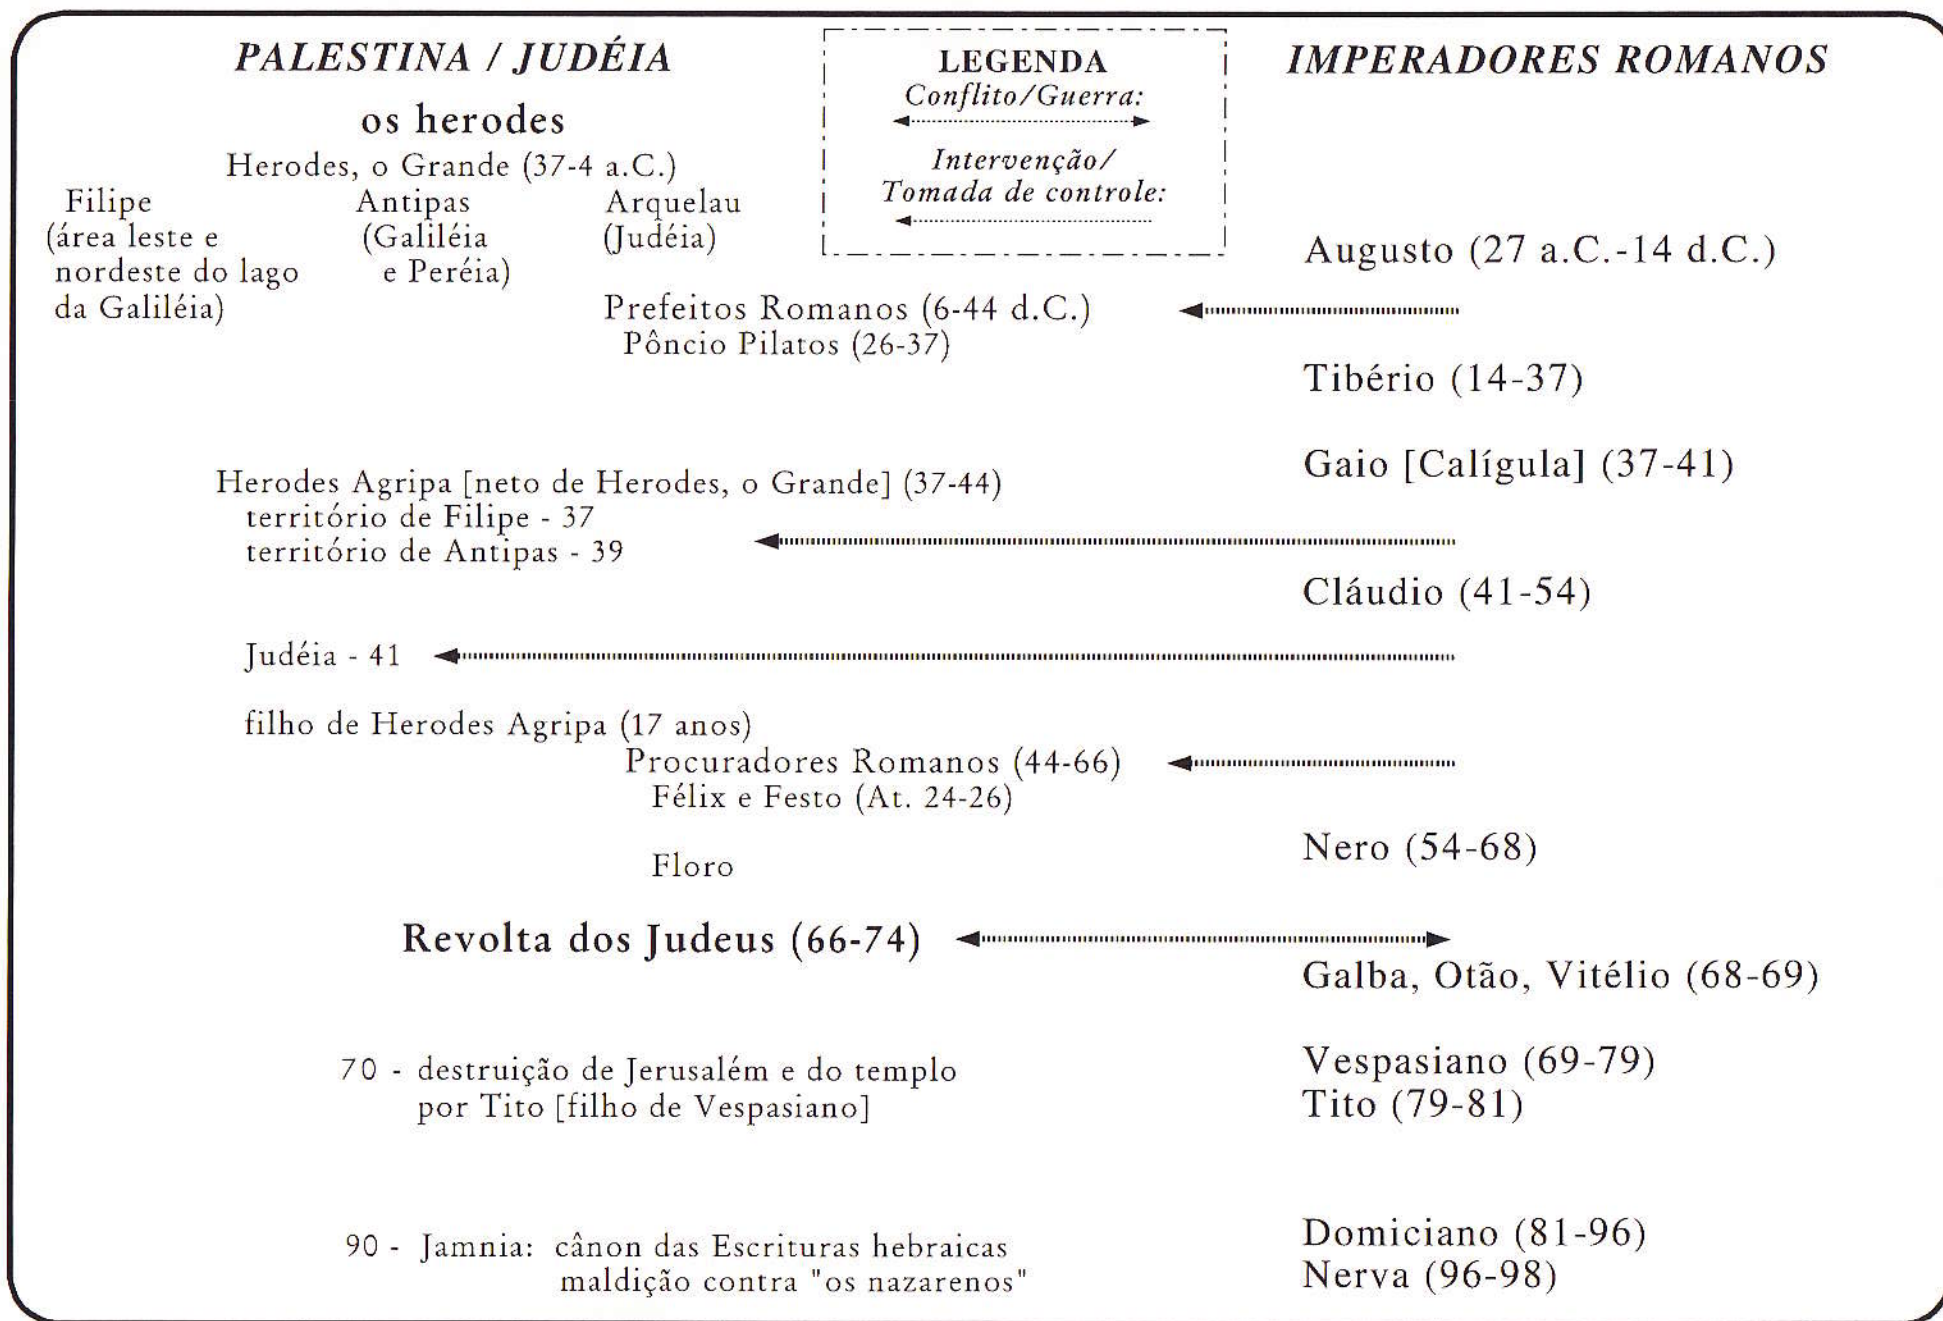 PALESTINA / JUDÉIA
os herodes
Herodes, o Grande (37-4 a.C.)
Filipe
(área leste e
nordeste do lago
da Galiléia)
Antipas
(Galiléia
e Peréia)
Arquelau
(Judéia)
Prefeitos Romanos (6-44 d.C.)
Pôncio Pilatos (26-37)
Herodes Agripa [neto de Herodes, o Grande] (37-44)
território de Filipe - 37
território de Antipas - 39
Judéia - 41
filho de Herodes Agripa (17 anos)
Procuradores Romanos (44-66)
Félix e Festo (At. 24-26)
Floro
Revolta dos Judeus (66-74)
70 - destruição de Jerusalém e do templo
por Tito [filho de Vespasiano]
90 - Jamnia: cânon das Escrituras hebraicas
maldição contra "os nazarenos"
LEGENDA
Conflito/Guerra:
Intervenção/
Tomada de controle:
IMPERADORES ROMANOS
Augusto (27 a.C.-14 d.C.)
Tibério (14-37)
Gaio [Calígula] (37-41)
Cláudio (41-54)
Nero (54-68)
Galba, Otão, Vitélio (68-69)
Vespasiano (69-79)
Tito (79-81)
Domiciano (81-96)
Nerva (96-98)